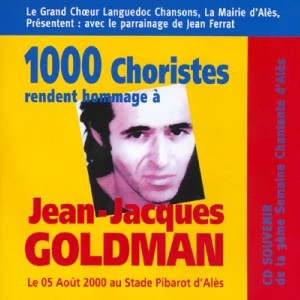 Le Grand Chœur Languedoc Chansons, La Mairie d'Alès,
Présentent : avec le parrainage de Jean Ferrat
1000 Choristes
rendent hommage à
Jean-Jacques
GOLDMAN
Le 05 Août 2000 au Stade Pibarot d'Alès
CD SOUVENIR
de la 3ème Semaine Chantante d'Alès